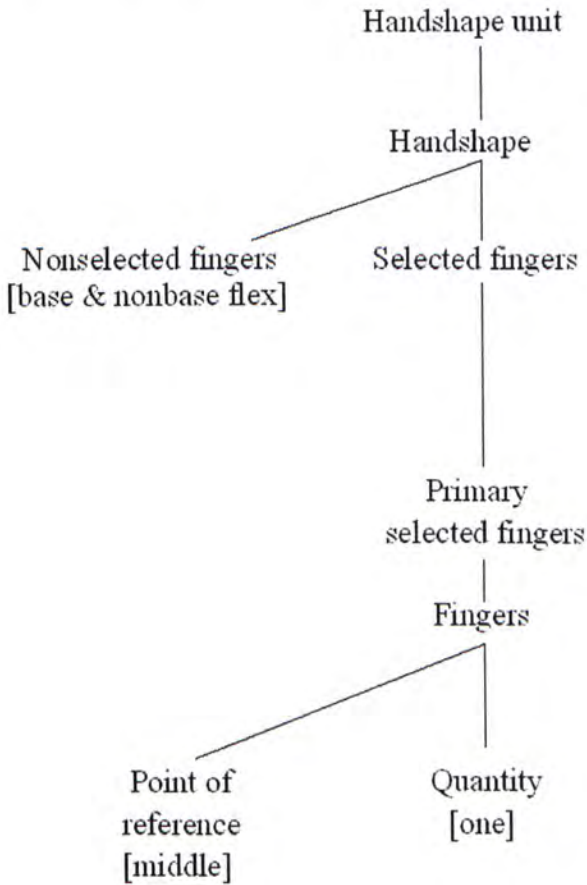 Handshape unit
Handshape
Nonselected fingers
[base & nonbase flex]
Selected fingers
Primary
selected fingers
Fingers
Point of
reference
[middle]
Quantity
[one]